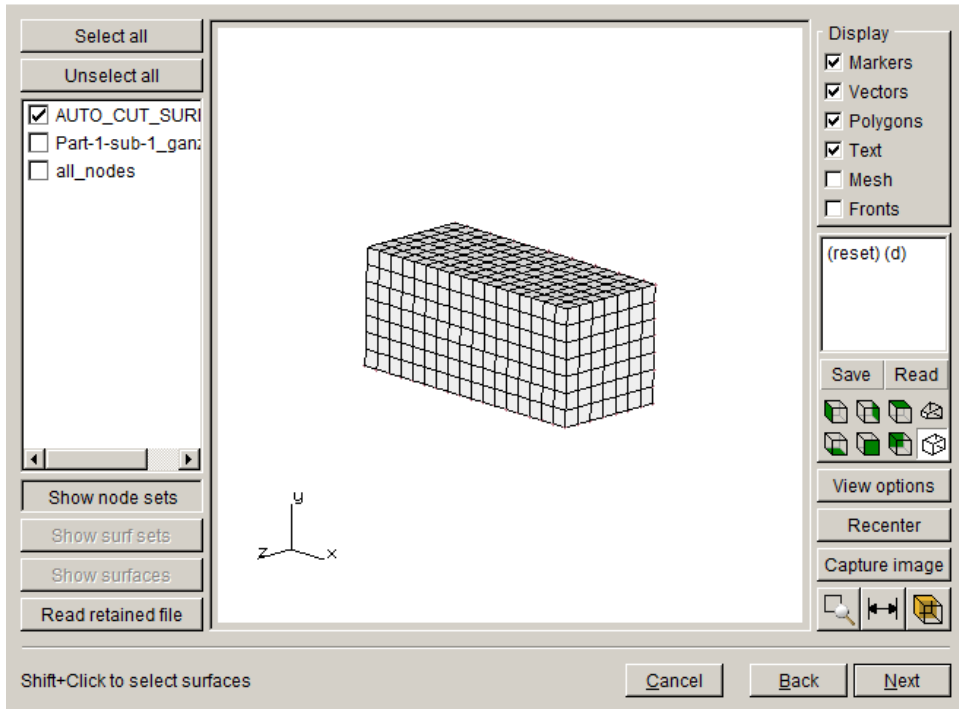 Select all
Unselect all
AUTO_CUT_SURI
Part-1-sub-1_ganz
all_nodes
Show node sets
Show surf sets
Show surfaces
Read retained file
y
z
x
Display
Markers
Vectors
Polygons
Text
Mesh
Fronts
(reset) (d)
Save Read
View options
Recenter
Capture image
Shift+Click to select surfaces
Cancel
Back
Next